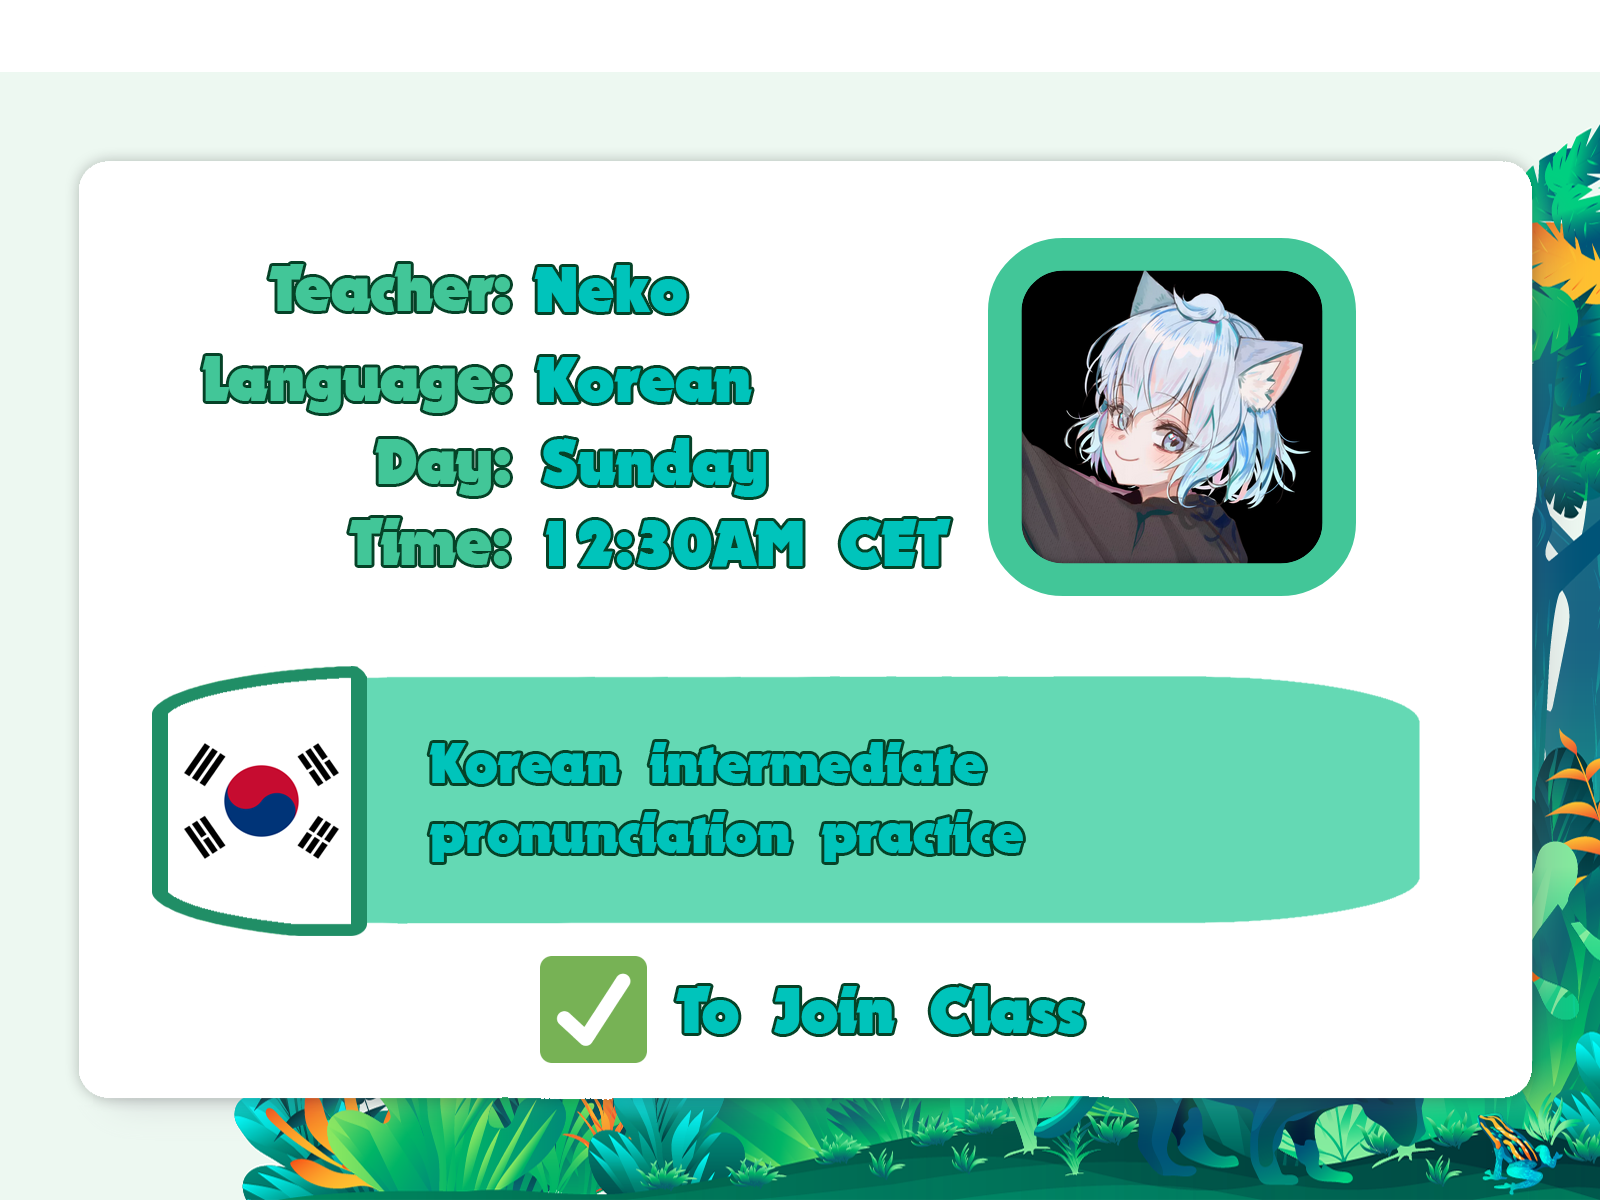 Teacher: Neko
Language: Korean
Day: Sunday
Time: 12:30AM CET
Korean intermediate
pronunciation practice
To Join Class